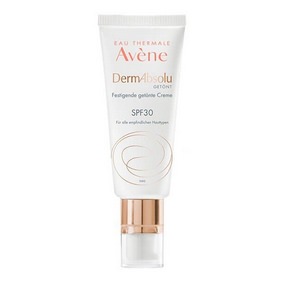 EAU THERMALE
Avène
DermAbsolu
GETÖNT
Festigende getönte Creme
SPF30
Für alle empfindlichen Hauttypen